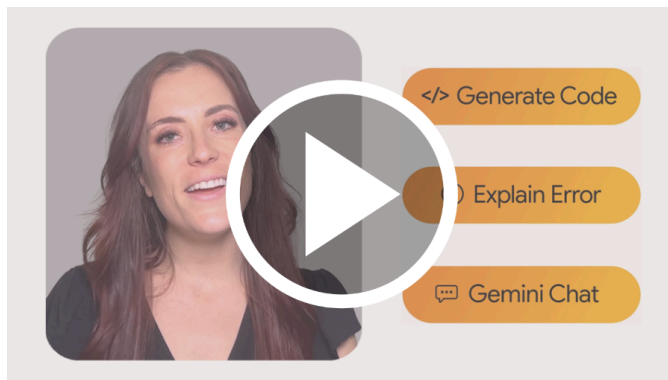 </> Generate Code
Explain Error
Gemini Chat